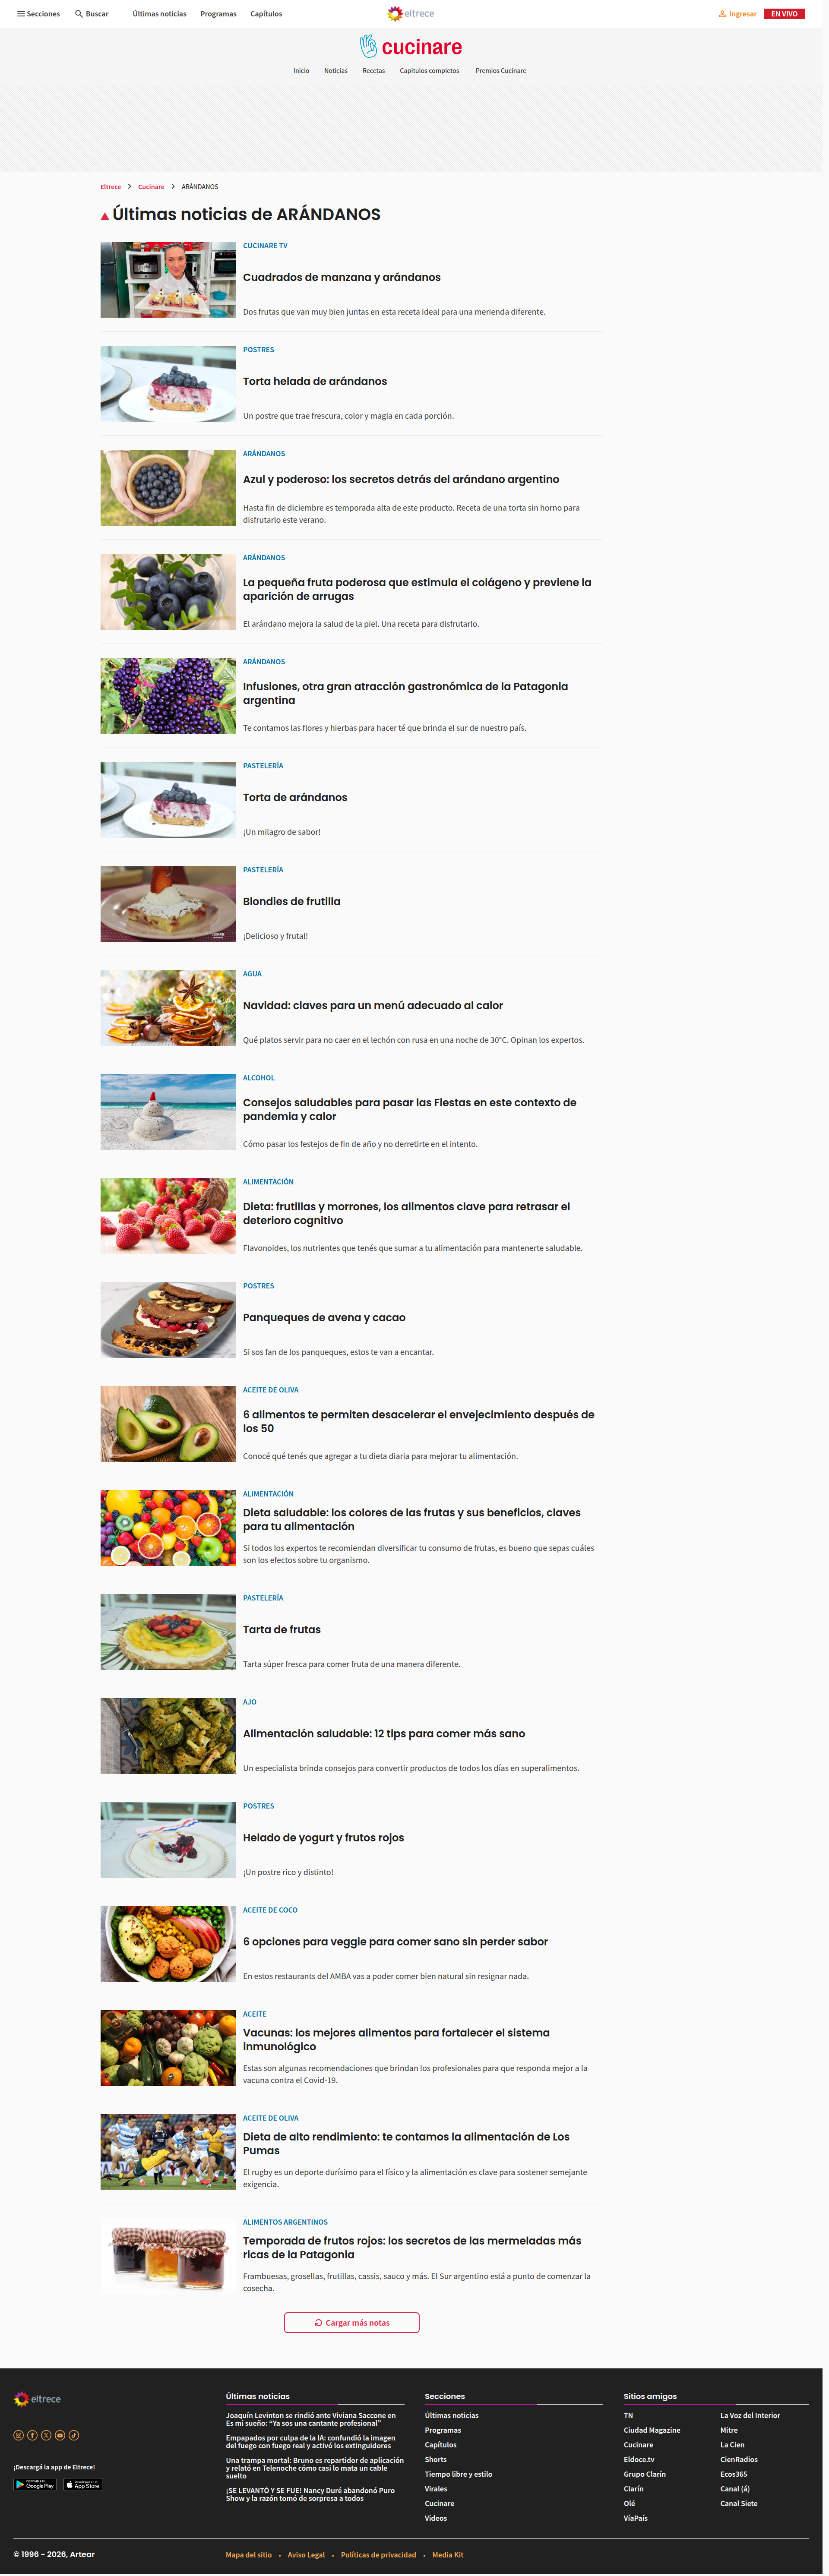 Secciones
Buscar
Últimas noticias
Programas
Capítulos
eltrece
Ingresar
EN VIVO
cucinare
Inicio
Noticias
Recetas
Capítulos completos
Premios Cucinare
Eltrece
Cucinare
ARÁNDANOS
Últimas noticias de ARÁNDANOS
CUCINARE TV
Cuadrados de manzana y arándanos
Dos frutas que van muy bien juntas en esta receta ideal para una merienda diferente.
POSTRES
Torta helada de arándanos
Un postre que trae frescura, color y magia en cada porción.
ARÁNDANOS
Azul y poderoso: los secretos detrás del arándano argentino
Hasta fin de diciembre es temporada alta de este producto. Receta de una torta sin horno para
disfrutarlo este verano.
ARÁNDANOS
La pequeña fruta poderosa que estimula el colágeno y previene la
aparición de arrugas
El arándano mejora la salud de la piel. Una receta para disfrutarlo.
ARÁNDANOS
Infusiones, otra gran atracción gastronómica de la Patagonia
argentina
Te contamos las flores y hierbas para hacer té que brinda el sur de nuestro país.
PASTELERÍA
Torta de arándanos
¡Un milagro de sabor!
PASTELERÍA
Blondies de frutilla
¡Delicioso y frutal!
AGUA
Navidad: claves para un menú adecuado al calor
Qué platos servir para no caer en el lechón con rusa en una noche de 30°C. Opinan los expertos.
ALCOHOL
Consejos saludables para pasar las Fiestas en este contexto de
pandemia y calor
Cómo pasar los festejos de fin de año y no derretirte en el intento.
ALIMENTACIÓN
Dieta: frutillas y morrones, los alimentos clave para retrasar el
deterioro cognitivo
Flavonoides, los nutrientes que tenés que sumar a tu alimentación para mantenerte saludable.
POSTRES
Panqueques de avena y cacao
Si sos fan de los panqueques, estos te van a encantar.
ACEITE DE OLIVA
6 alimentos te permiten desacelerar el envejecimiento después de
los 50
Conocé qué tenés que agregar a tu dieta diaria para mejorar tu alimentación.
ALIMENTACIÓN
Dieta saludable: los colores de las frutas y sus beneficios, claves
para tu alimentación
Si todos los expertos te recomiendan diversificar tu consumo de frutas, es bueno que sepas cuáles
son los efectos sobre tu organismo.
PASTELERÍA
Tarta de frutas
Tarta súper fresca para comer fruta de una manera diferente.
AJO
Alimentación saludable: 12 tips para comer más sano
Un especialista brinda consejos para convertir productos de todos los días en superalimentos.
POSTRES
Helado de yogurt y frutos rojos
¡Un postre rico y distinto!
ACEITE DE COCO
6 opciones para veggie para comer sano sin perder sabor
En estos restaurants del AMBA vas a poder comer bien natural sin resignar nada.
ACEITE
Vacunas: los mejores alimentos para fortalecer el sistema
inmunológico
Estas son algunas recomendaciones que brindan los profesionales para que responda mejor a la
vacuna contra el Covid-19.
ACEITE DE OLIVA
Dieta de alto rendimiento: te contamos la alimentación de Los
Pumas
El rugby es un deporte durísimo para el físico y la alimentación es clave para sostener semejante
exigencia.
ALIMENTOS ARGENTINOS
Temporada de frutos rojos: los secretos de las mermeladas más
ricas de la Patagonia
Frambuesas, grosellas, frutillas, cassis, sauco y más. El Sur argentino está a punto de comenzar la
cosecha.
Cargar más notas
eltrece
¡Descargá la app de Eltrece!
Google Play
App Store
Últimas noticias
Joaquín Levinton se rindió ante Viviana Saccone en
Es mi sueño: “Ya sos una cantante profesional”
Empapados por culpa de la IA: confundió la imagen
del fuego con fuego real y activó los extinguidores
Una trampa mortal: Bruno es repartidor de aplicación
y relató en Telenoche cómo casi lo mata un cable
suelto
¡SE LEVANTÓ Y SE FUE! Nancy Duré abandonó Puro
Show y la razón tomó de sorpresa a todos
Secciones
Últimas noticias
Programas
Capítulos
Shorts
Tiempo libre y estilo
Virales
Cucinare
Videos
Sitios amigos
TN
Ciudad Magazine
Cucinare
Eldoce.tv
Grupo Clarín
Clarín
Olé
VíaPaís
La Voz del Interior
Mitre
La Cien
CienRadios
Ecos365
Canal (á)
Canal Siete
© 1996 - 2026, Artear
Mapa del sitio
Aviso Legal
Políticas de privacidad
Media Kit